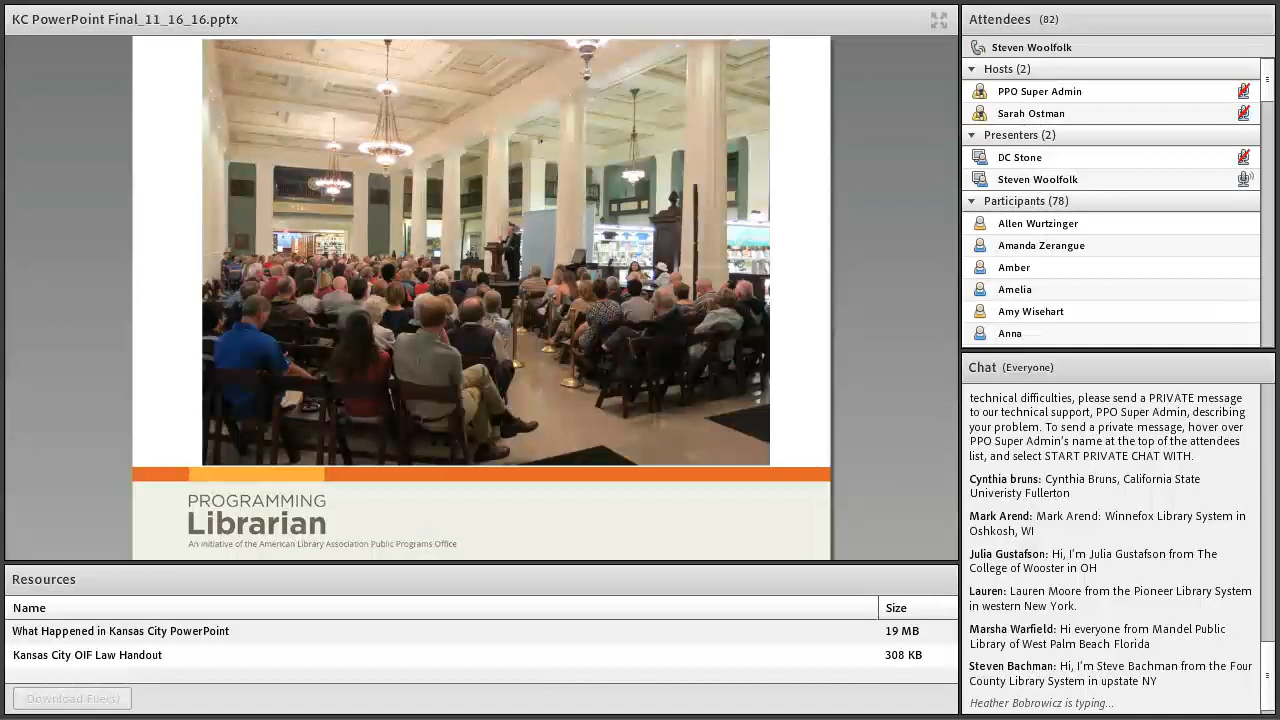 KC PowerPoint Final_11_16_16.pptx
PROGRAMMING
Librarian
An initiative of the American Library Association Public Programs Office
Resources
Name Size
What Happened in Kansas City PowerPoint 19 MB
Kansas City OIF Law Handout 308 KB
Download File(s)
Attendees (82)
Steven Woolfolk
Hosts (2)
PPO Super Admin
Sarah Ostman
Presenters (2)
DC Stone
Steven Woolfolk
Participants (78)
Allen Wurtzinger
Amanda Zerangue
Amber
Amelia
Amy Wisehart
Anna
Chat (Everyone)
technical difficulties, please send a PRIVATE message
to our technical support, PPO Super Admin, describing
your problem. To send a private message, hover over
PPO Super Admin's name at the top of the attendees
list, and select START PRIVATE CHAT WITH.
Cynthia bruns: Cynthia Bruns, California State
Univeristy Fullerton
Mark Arend: Mark Arend: Winnefox Library System in
Oshkosh, WI
Julia Gustafson: Hi, I'm Julia Gustafson from The
College of Wooster in OH
Lauren: Lauren Moore from the Pioneer Library System
in western New York.
Marsha Warfield: Hi everyone from Mandel Public
Library of West Palm Beach Florida
Steven Bachman: Hi, I'm Steve Bachman from the Four
County Library System in upstate NY
Heather Bobrowicz is typing...